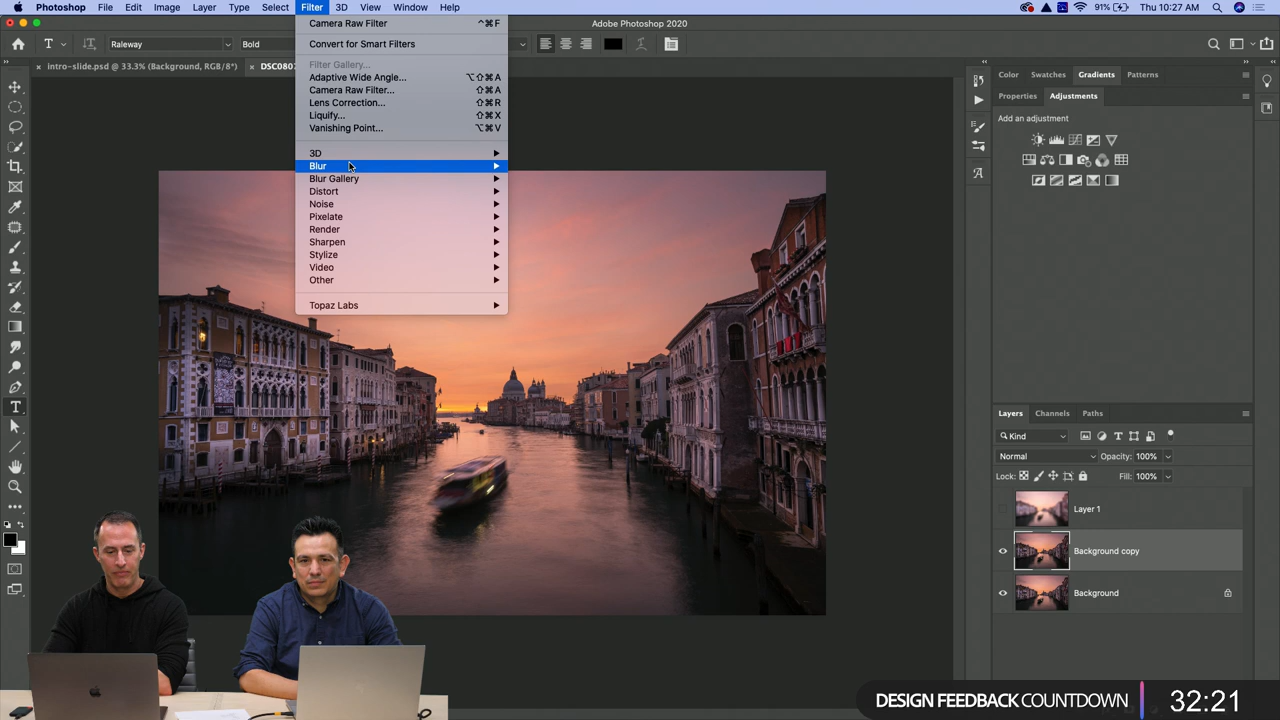 Photoshop File Edit Image Layer Type Select Filter 3D View Window Help 91% Thu 10:27 AM
Adobe Photoshop 2020
Raleway Bold
intro-slide.psd @ 33.3% (Background, RGB/8*) DSC080
Camera Raw Filter ^⌘F
Convert for Smart Filters
Filter Gallery...
Adaptive Wide Angle... ⌥⇧⌘A
Camera Raw Filter... ⇧⌘A
Lens Correction... ⇧⌘R
Liquify... ⇧⌘X
Vanishing Point... ⌥⌘V
3D
Blur
Blur Gallery
Distort
Noise
Pixelate
Render
Sharpen
Stylize
Video
Other
Topaz Labs
Color Swatches Gradients Patterns
Properties Adjustments
Add an adjustment
Layers Channels Paths
Kind
Normal Opacity: 100%
Lock: Fill: 100%
Layer 1
Background copy
Background
DESIGN FEEDBACK COUNTDOWN 32:21